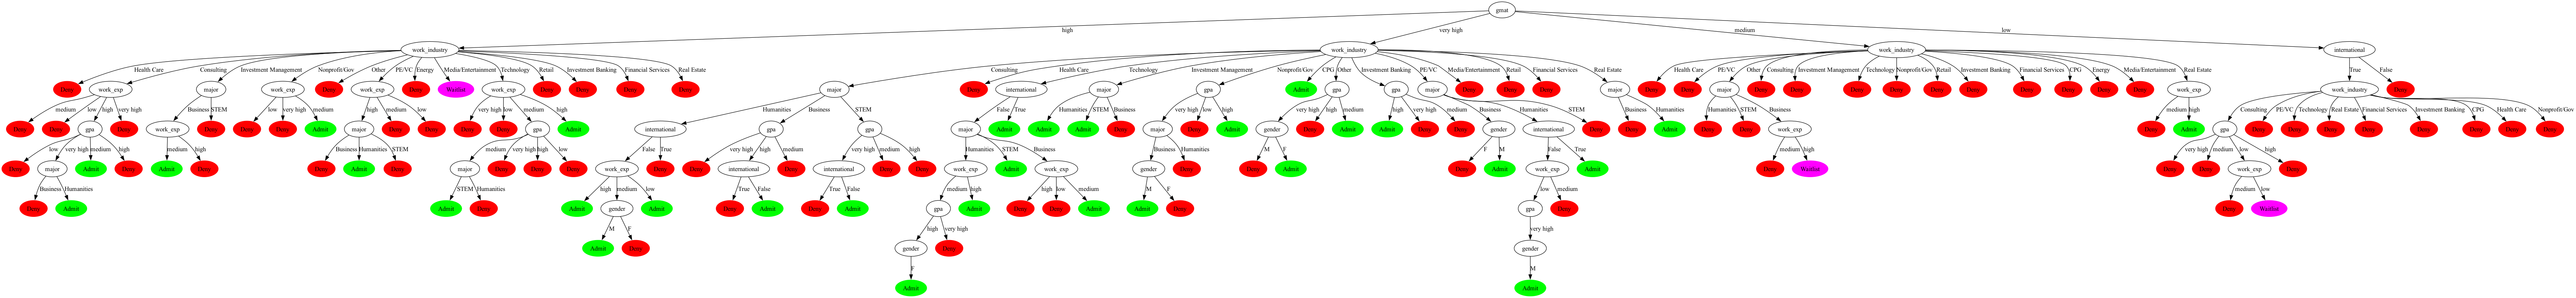 gmat
high very high medium low
work_industry work_industry work_industry international
Health Care Consulting Investment Management Nonprofit/Gov Other PE/VC Energy Media/Entertainment Technology Retail Investment Banking Financial Services Real Estate Consulting Health Care Technology Investment Management Nonprofit/Gov CPG Other Investment Banking PE/VC Media/Entertainment Retail Financial Services Real Estate Health Care PE/VC Other Consulting Investment Management Technology Nonprofit/Gov Retail Investment Banking Financial Services CPG Energy Media/Entertainment Real Estate True False
Deny work_exp major work_exp Deny work_exp Deny Waitlist work_exp Deny Deny Deny Deny major Deny international major gpa Admit gpa gpa major Deny Deny Deny major Deny Deny major Deny Deny Deny Deny Deny Deny Deny Deny Deny Deny work_exp work_industry Deny
medium low high very high Business STEM low very high medium high medium low very high low medium high Humanities Business STEM False True Humanities STEM Business very high low high very high high medium high very high medium Business Humanities STEM Business Humanities Humanities STEM Business medium high Consulting PE/VC Technology Real Estate Financial Services Investment Banking CPG Health Care Nonprofit/Gov
Deny Deny gpa Deny work_exp Deny Deny Deny Admit major Deny Deny Deny Deny gpa Admit international gpa gpa major Admit Admit Admit Deny major Deny Admit gender Deny Admit Admit Deny Deny gender international Deny Deny Admit Deny Deny work_exp Deny Admit gpa Deny Deny Deny Deny Deny Deny Deny Deny
low very high medium high medium high Business Humanities STEM medium very high high low False True very high high medium very high medium high Humanities STEM Business Business Humanities M F F M False True medium high very high medium low high
Deny major Admit Deny Admit Deny Deny Admit Deny major Deny Deny Deny work_exp Deny Deny international Deny international Deny Deny work_exp Admit work_exp gender Deny Deny Admit Deny Admit work_exp Admit Deny Waitlist Deny Deny work_exp Deny
Business Humanities STEM Humanities high medium low True False True False medium high high low medium M F low medium medium low
Deny Admit Admit Deny Admit gender Admit Deny Admit Deny Admit gpa Admit Deny Deny Admit Admit Deny gpa Deny Deny Waitlist
M F high very high very high
Admit Deny gender Deny gender
F M
Admit Admit